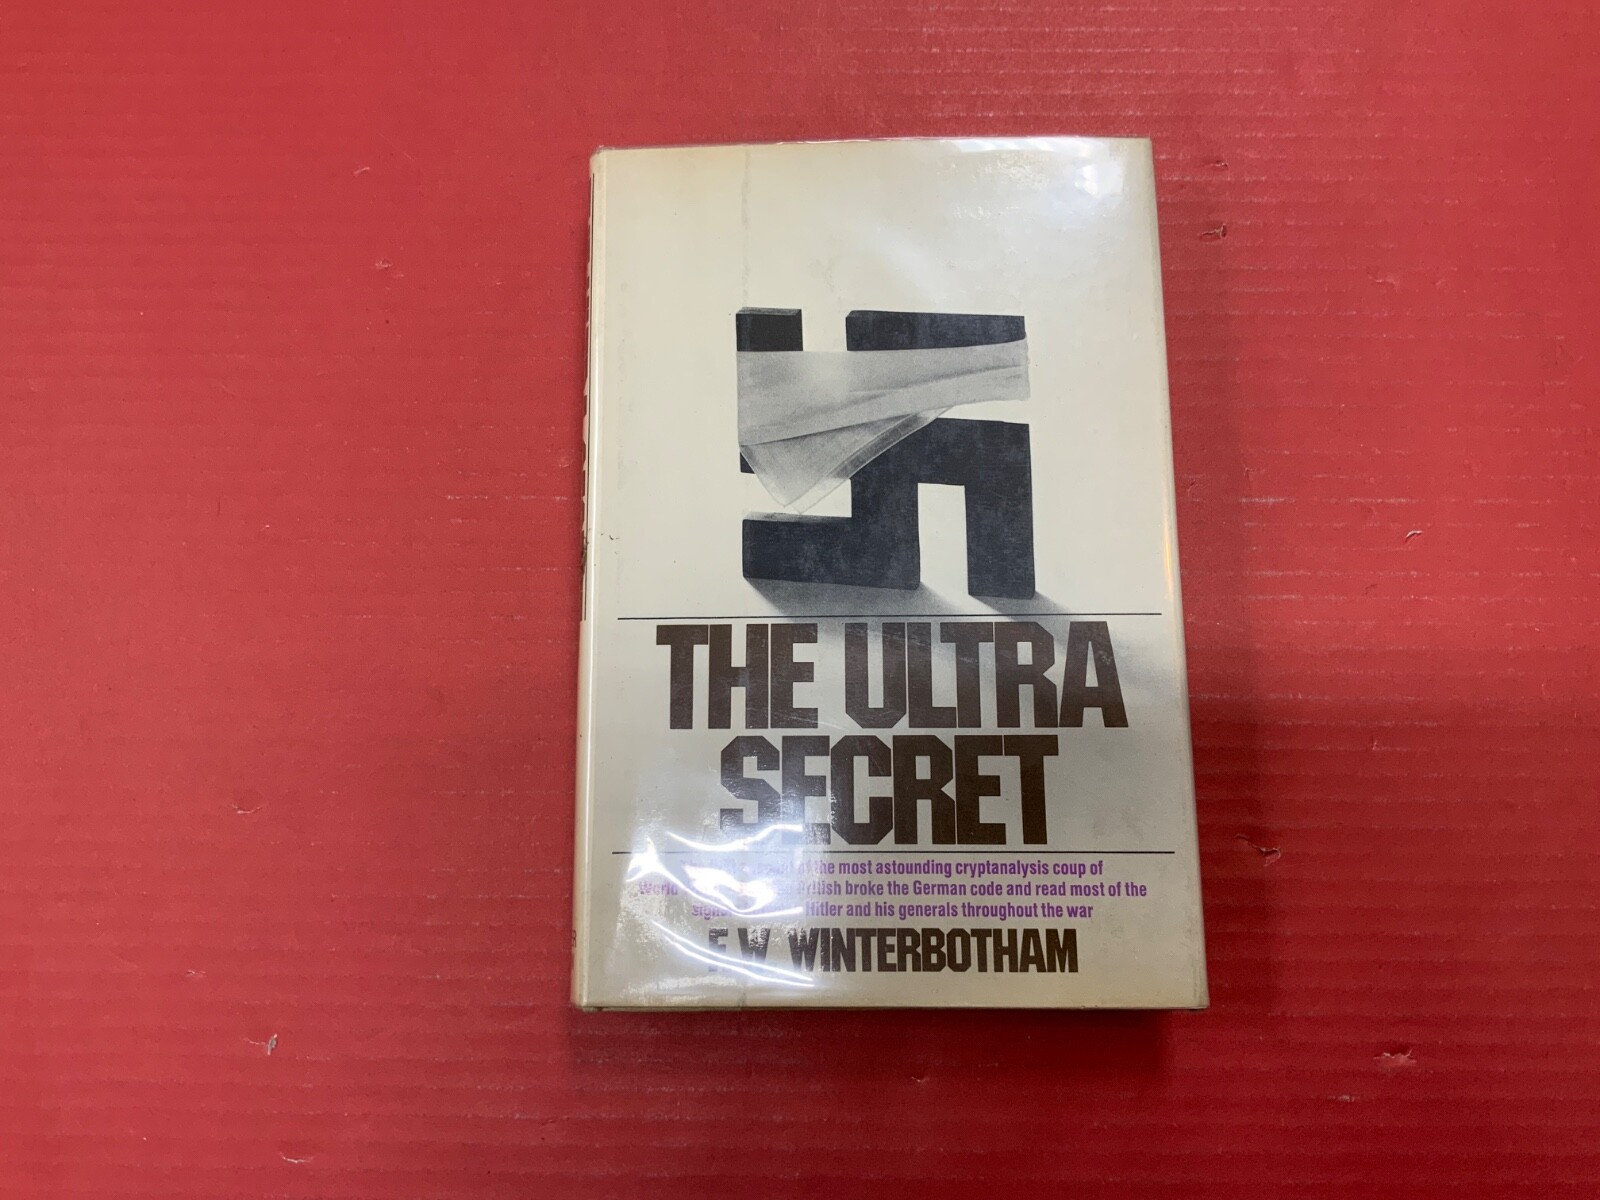 THE ULTRA
SECRET
of the most astounding cryptanalysis coup of
World British broke the German code and read most of the
Hitler and his generals throughout the war
F.W. WINTERBOTHAM